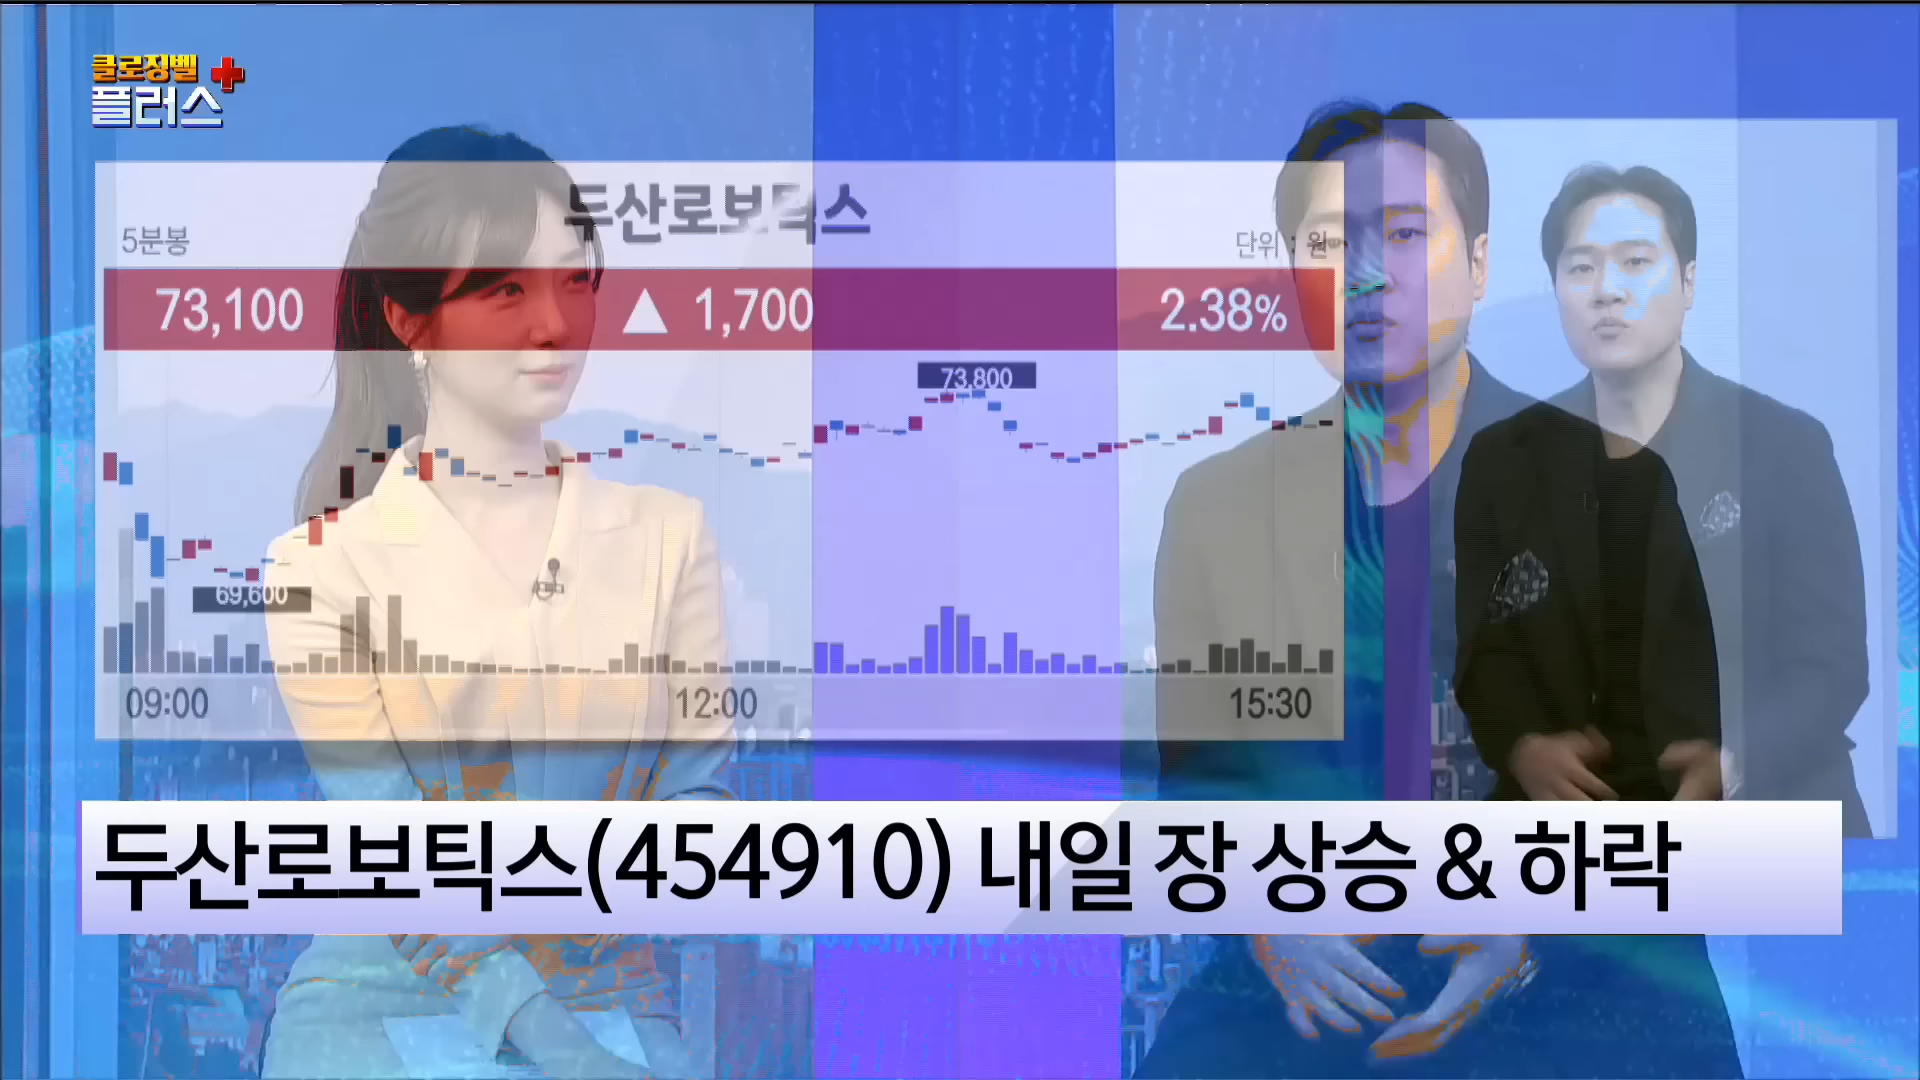 클로징벨
플러스
두산로보틱스
5분봉
단위 : 원
73,100 ▲ 1,700 2.38%
73,800
69,600
09:00 12:00 15:30
두산로보틱스(454910) 내일 장 상승 & 하락